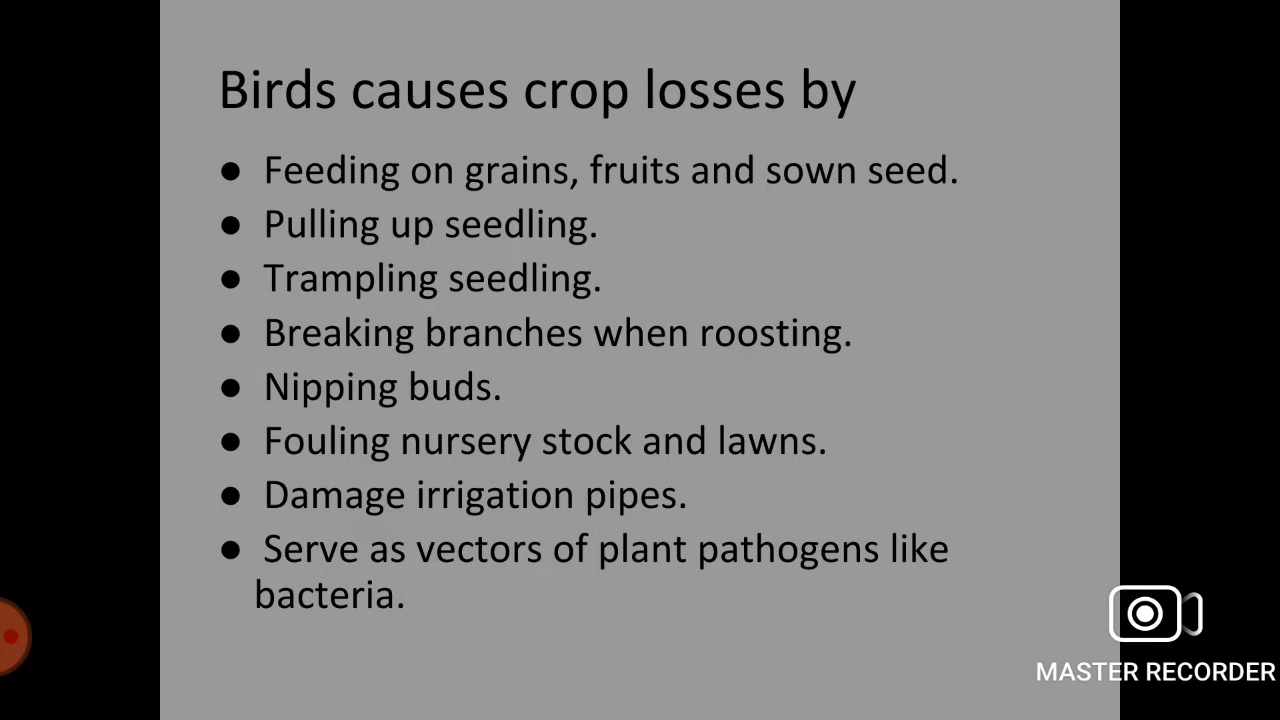 Birds causes crop losses by
● Feeding on grains, fruits and sown seed.
● Pulling up seedling.
● Trampling seedling.
● Breaking branches when roosting.
● Nipping buds.
● Fouling nursery stock and lawns.
● Damage irrigation pipes.
● Serve as vectors of plant pathogens like
bacteria.
MASTER RECORDER